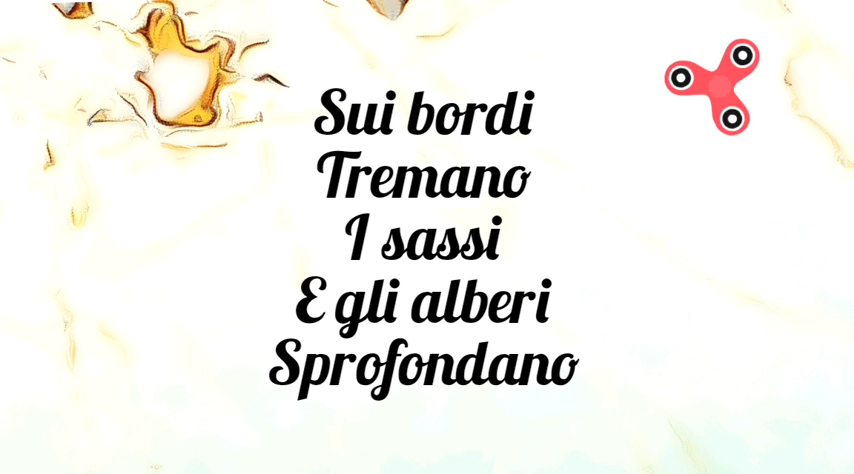 Sui bordi
Tremano
I sassi
E gli alberi
Sprofondano